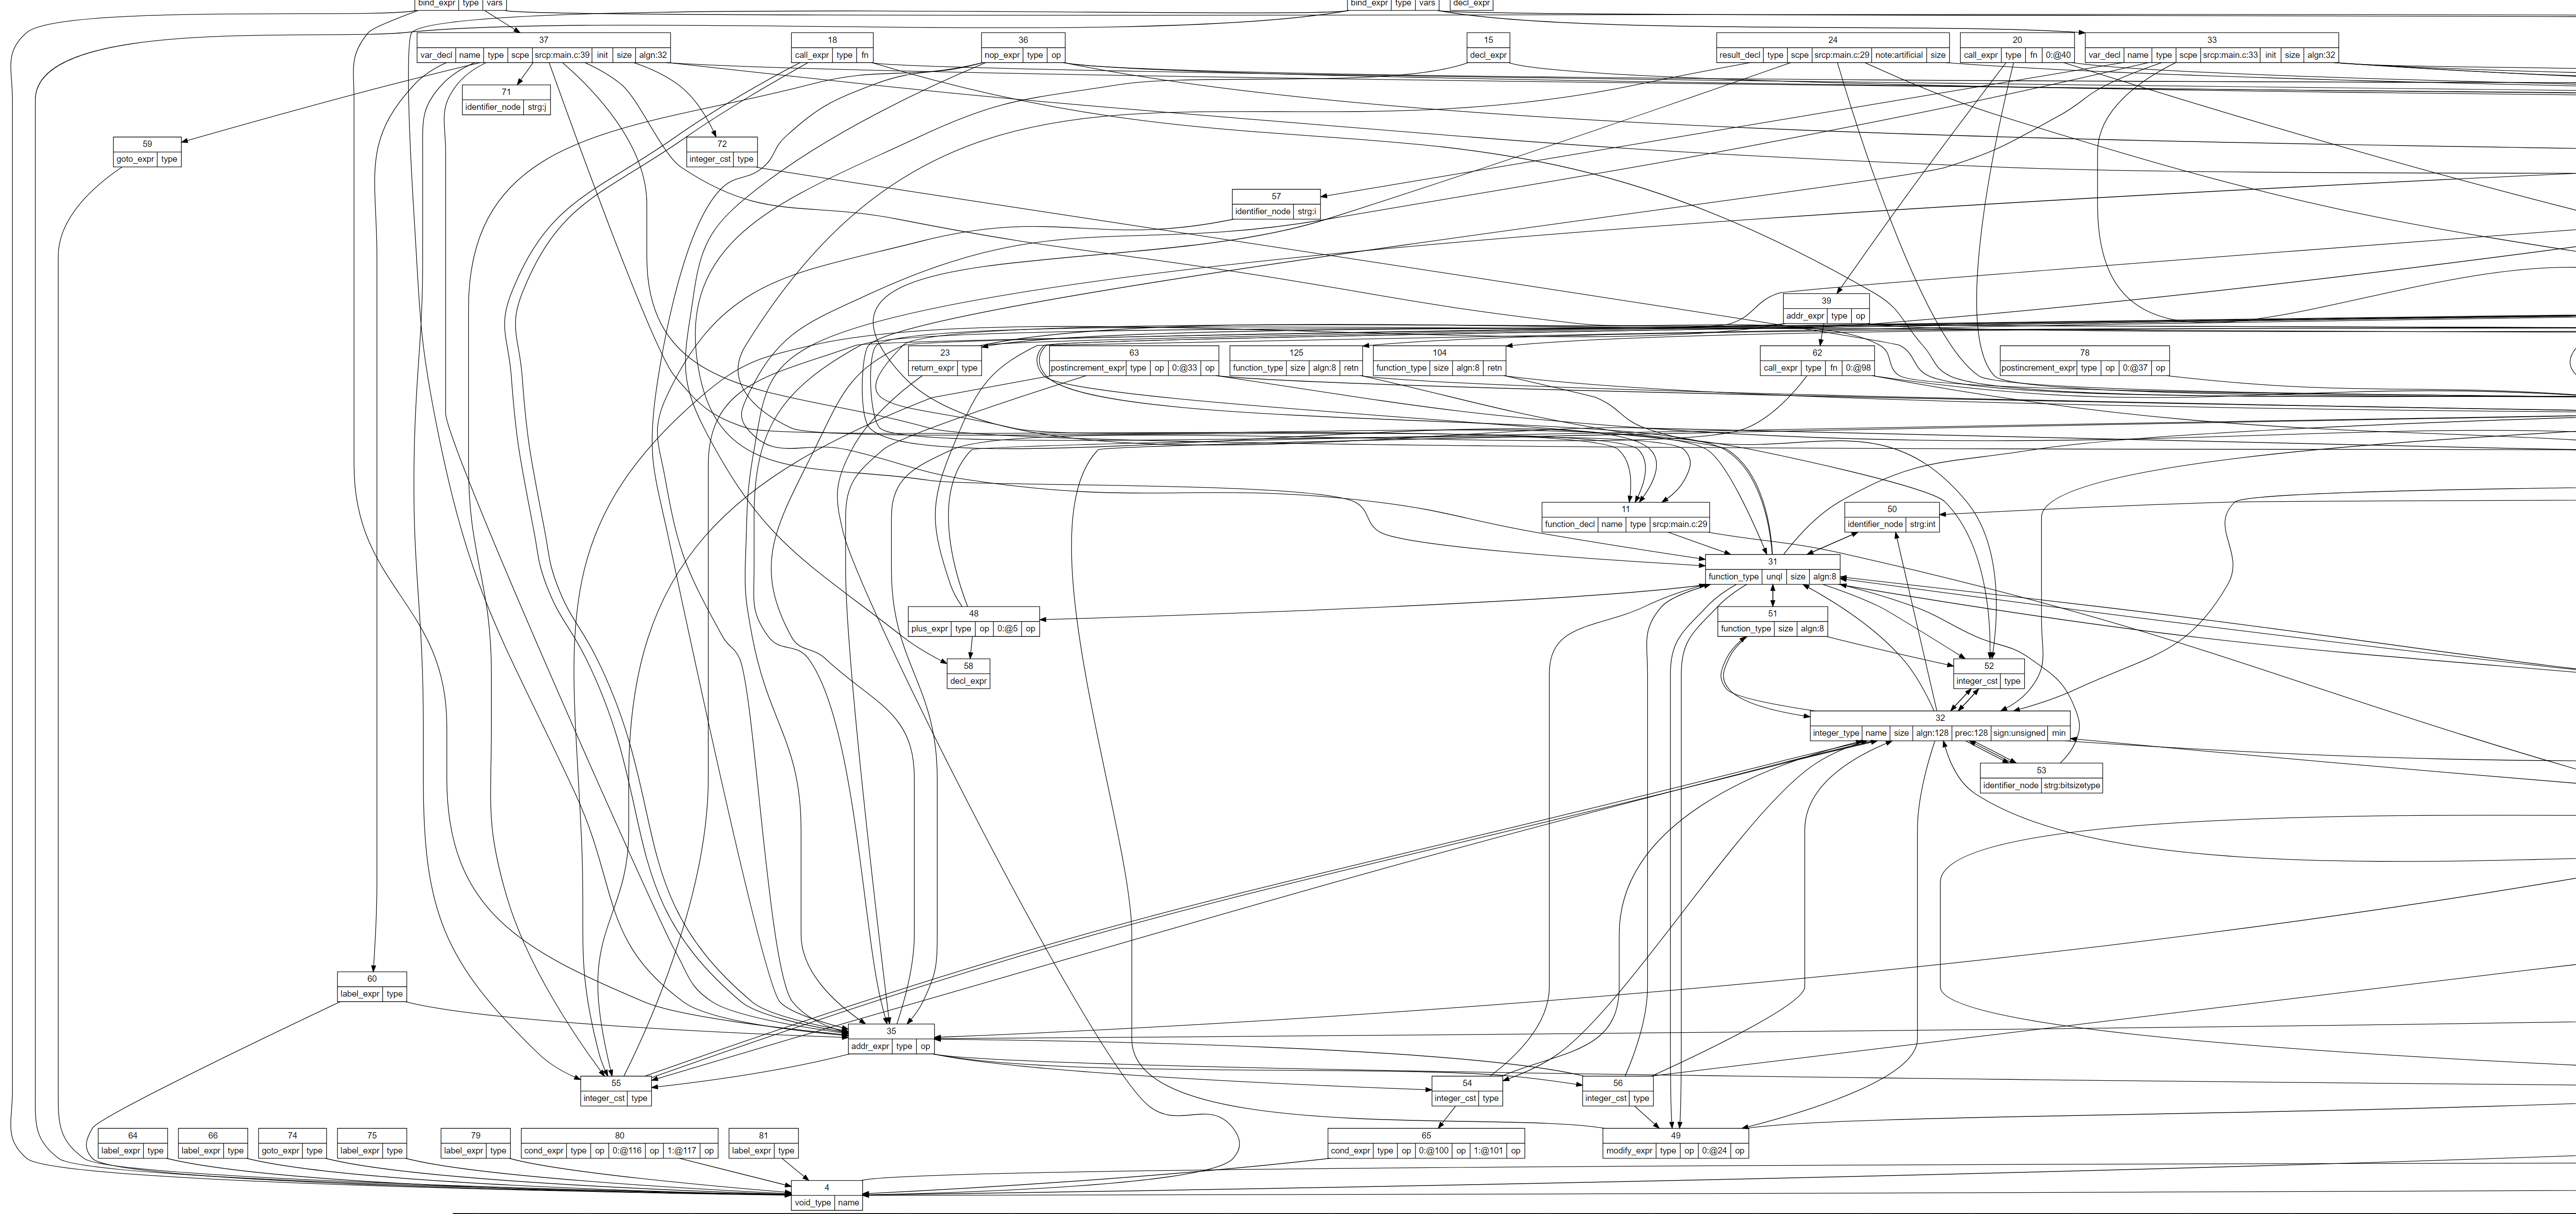 bind_expr type vars
bind_expr type vars
decl_expr
37
var_decl name type scpe srcp:main.c:39 init size algn:32
18
call_expr type fn
36
nop_expr type op
15
decl_expr
24
result_decl type scpe srcp:main.c:29 note:artificial size
20
call_expr type fn 0:@40
33
var_decl name type scpe srcp:main.c:33 init size algn:32
71
identifier_node strg:j
59
goto_expr type
72
integer_cst type
57
identifier_node strg:i
39
addr_expr type op
23
return_expr type
63
postincrement_expr type op 0:@33 op
125
function_type size algn:8 retn
104
function_type size algn:8 retn
62
call_expr type fn 0:@98
78
postincrement_expr type op 0:@37 op
11
function_decl name type srcp:main.c:29
50
identifier_node strg:int
31
function_type unql size algn:8
48
plus_expr type op 0:@5 op
51
function_type size algn:8
58
decl_expr
52
integer_cst type
32
integer_type name size algn:128 prec:128 sign:unsigned min
53
identifier_node strg:bitsizetype
60
label_expr type
35
addr_expr type op
55
integer_cst type
54
integer_cst type
56
integer_cst type
64
label_expr type
66
label_expr type
74
goto_expr type
75
label_expr type
79
label_expr type
80
cond_expr type op 0:@116 op 1:@117 op
81
label_expr type
65
cond_expr type op 0:@100 op 1:@101 op
49
modify_expr type op 0:@24 op
4
void_type name